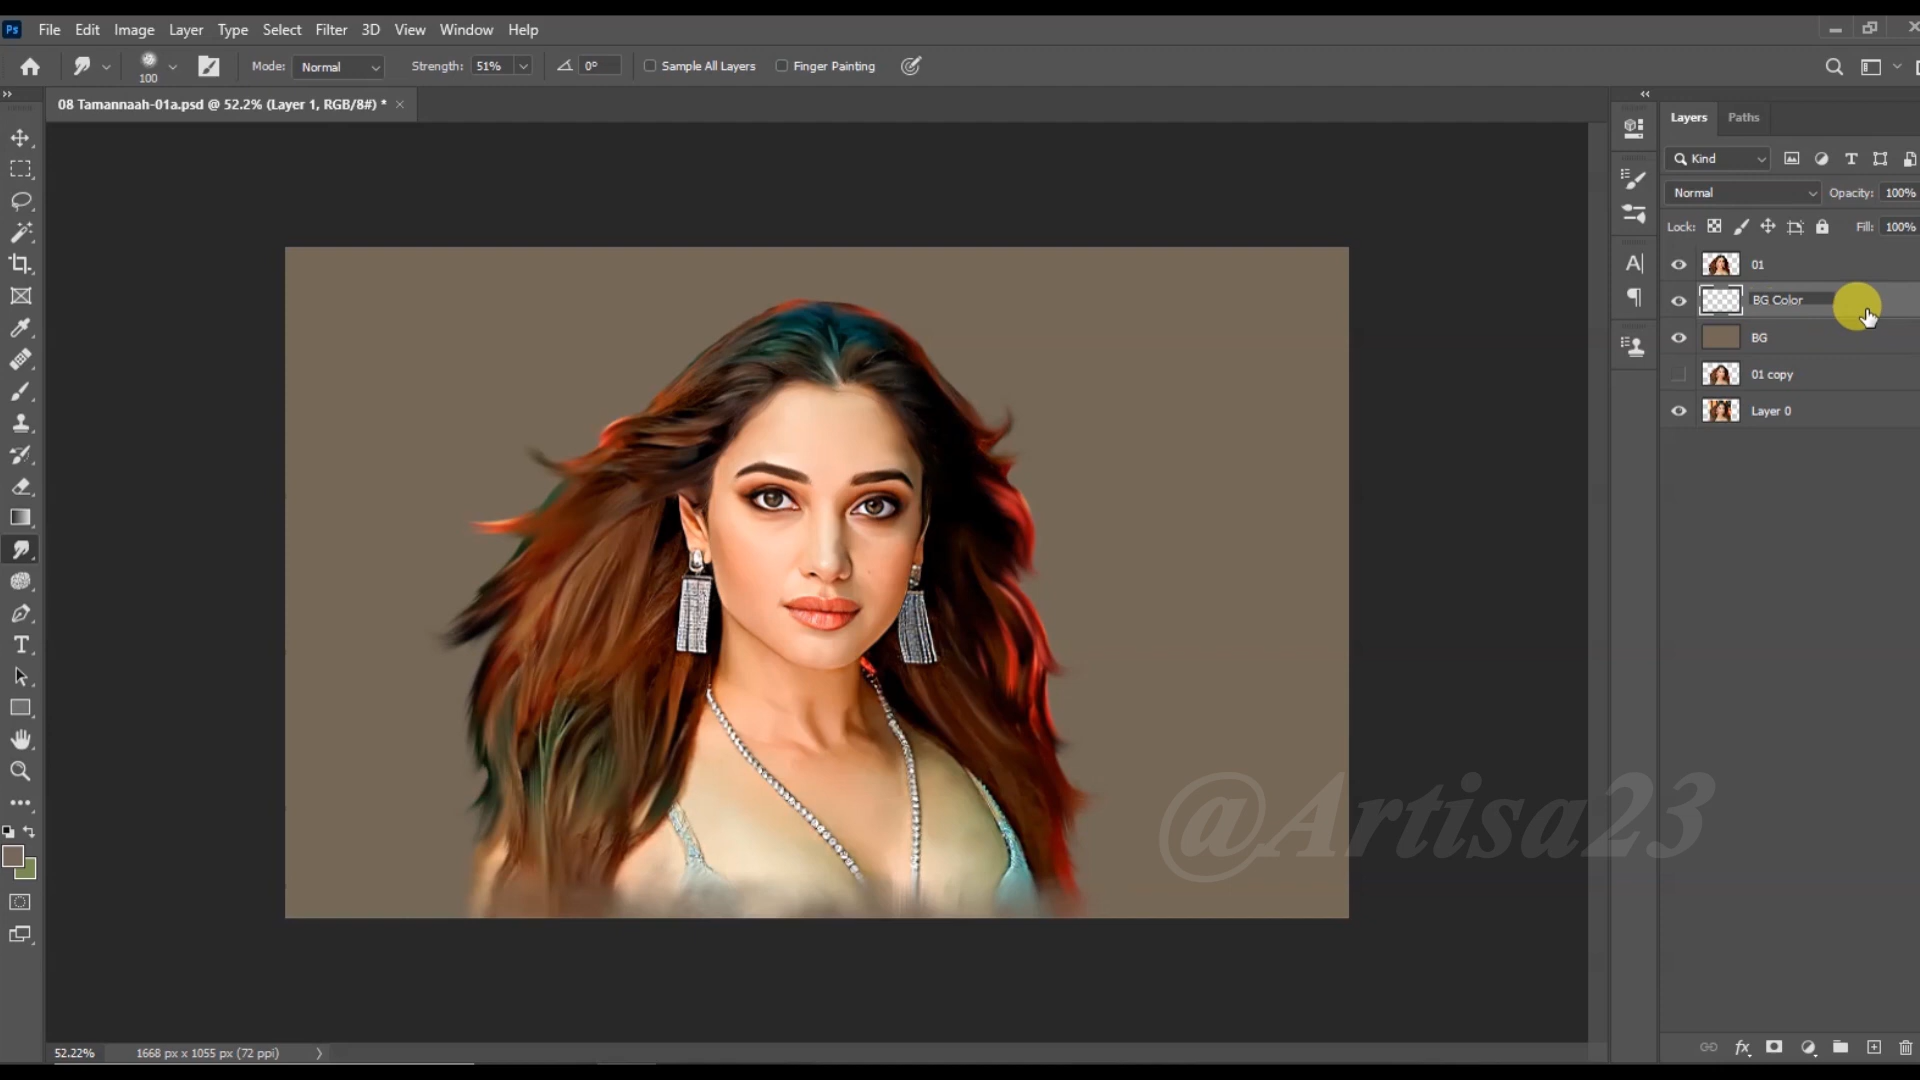 Ps File Edit Image Layer Type Select Filter 3D View Window Help
100 Mode: Normal Strength: 51% 0° Sample All Layers Finger Painting
08 Tamannaah-01a.psd @ 52.2% (Layer 1, RGB/8#) * ×
Layers Paths
Kind
Normal Opacity: 100%
Lock: Fill: 100%
01
BG Color
BG
01 copy
Layer 0
@Artisa23
52.22% 1668 px x 1055 px (72 ppi)
fx